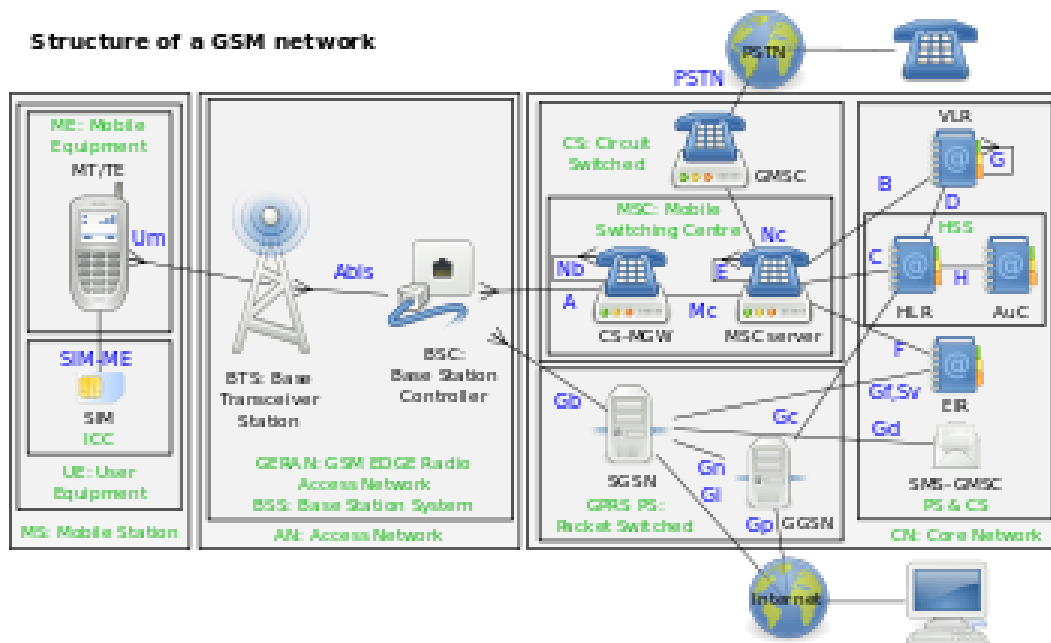 Structure of a GSM network
PSTN
PSTN
ME: Mobile
Equipment
MT/TE
Um
SIM-ME
SIM
ICC
UE: User
Equipment
MS: Mobile Station
Abis
BTS: Base
Transceiver
Station
BSC:
Base Station
Controller
GERAN: GSM EDGE Radio
Access Network
BSS: Base Station System
AN: Access Network
CS: Circuit
Switched
GMSC
MSC: Mobile
Switching Centre
Nc
Nb
E
A
Mc
CS-MGW
MSC server
VLR
G
B
D
HSS
C
H
HLR
AuC
F
Gf,Sv
EIR
Gb
Gc
Gd
Gn
SGSN
Gi
SMS-GMSC
GPRS PS:
Packet Switched
Gp
GGSN
PS & CS
CN: Core Network
Internet